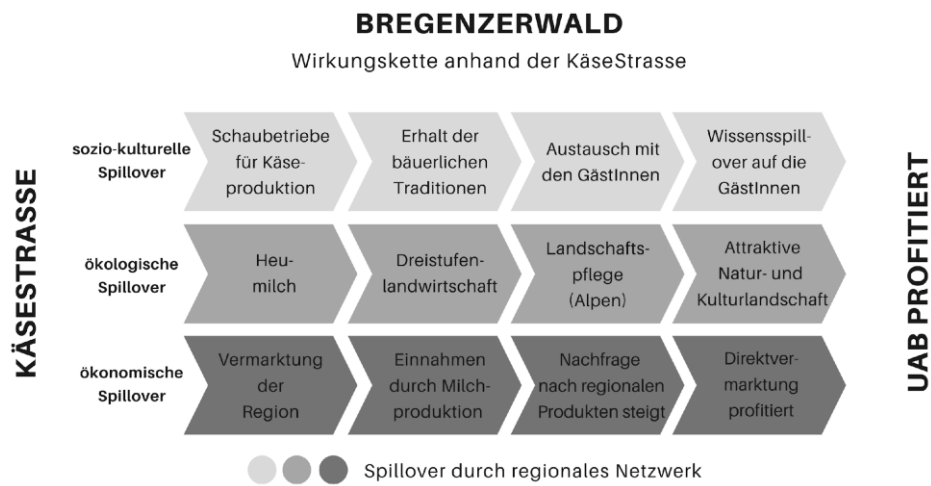 BREGENZERWALD
Wirkungskette anhand der KäseStrasse
KÄSESTRASSE
sozio-kulturelle
Spillover
Schaubetriebe
für Käse-
produktion
Erhalt der
bäuerlichen
Traditionen
Austausch mit
den GästInnen
Wissensspill-
over auf die
GästInnen
ökologische
Spillover
Heu-
milch
Dreistufen-
landwirtschaft
Landschafts-
pflege
(Alpen)
Attraktive
Natur- und
Kulturlandschaft
ökonomische
Spillover
Vermarktung
der
Region
Einnahmen
durch Milch-
produktion
Nachfrage
nach regionalen
Produkten steigt
Direktver-
marktung
profitiert
UAB PROFITIERT
Spillover durch regionales Netzwerk